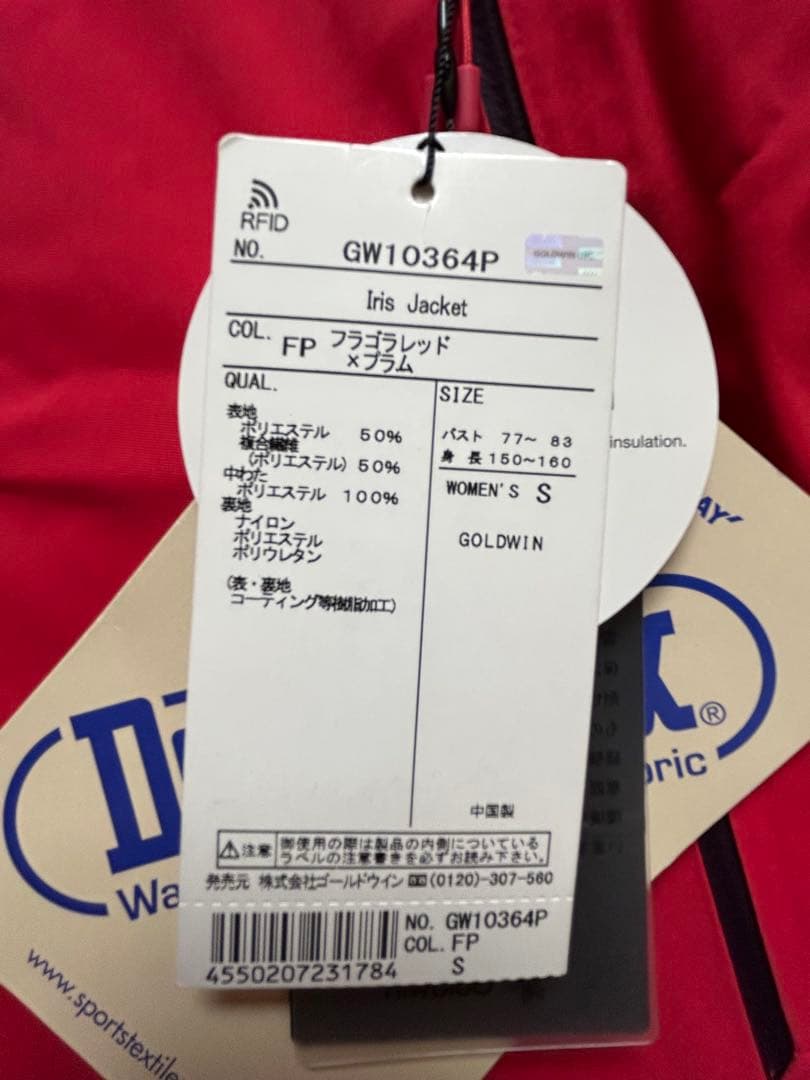 RFID
NO. GW10364P
GOLDWIN INC.
Iris Jacket
COL. FP フラゴラレッド
×プラム
QUAL.
表地
ポリエステル 50%
複合繊維
(ポリエステル) 50%
中わた
ポリエステル 100%
裏地
ナイロン
ポリエステル
ポリウレタン
(表・裏地
コーティング等樹脂加工)
SIZE
バスト 77~ 83
身 長 150~160
WOMEN'S S
GOLDWIN
中国製
注意 御使用の際は製品の内側についている
ラベルの注意書きを必ずお読み下さい。
発売元 株式会社ゴールドウイン (0120)-307-560
4550207231784
NO. GW10364P
COL. FP
S
insulation.
AY"
®
Wa
bric
www.sportstextile